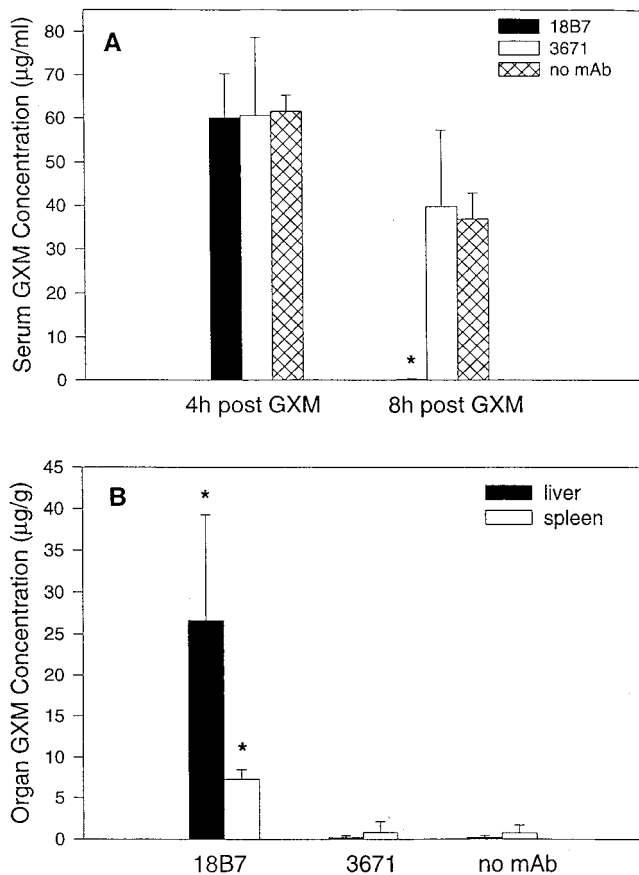 A
18B7
3671
no mAb
Serum GXM Concentration (µg/ml)
80
70
60
50
40
30
20
10
0
*
4h post GXM
8h post GXM
B
liver
spleen
Organ GXM Concentration (µg/g)
45
40
35
30
25
20
15
10
5
0
*
*
18B7
3671
no mAb